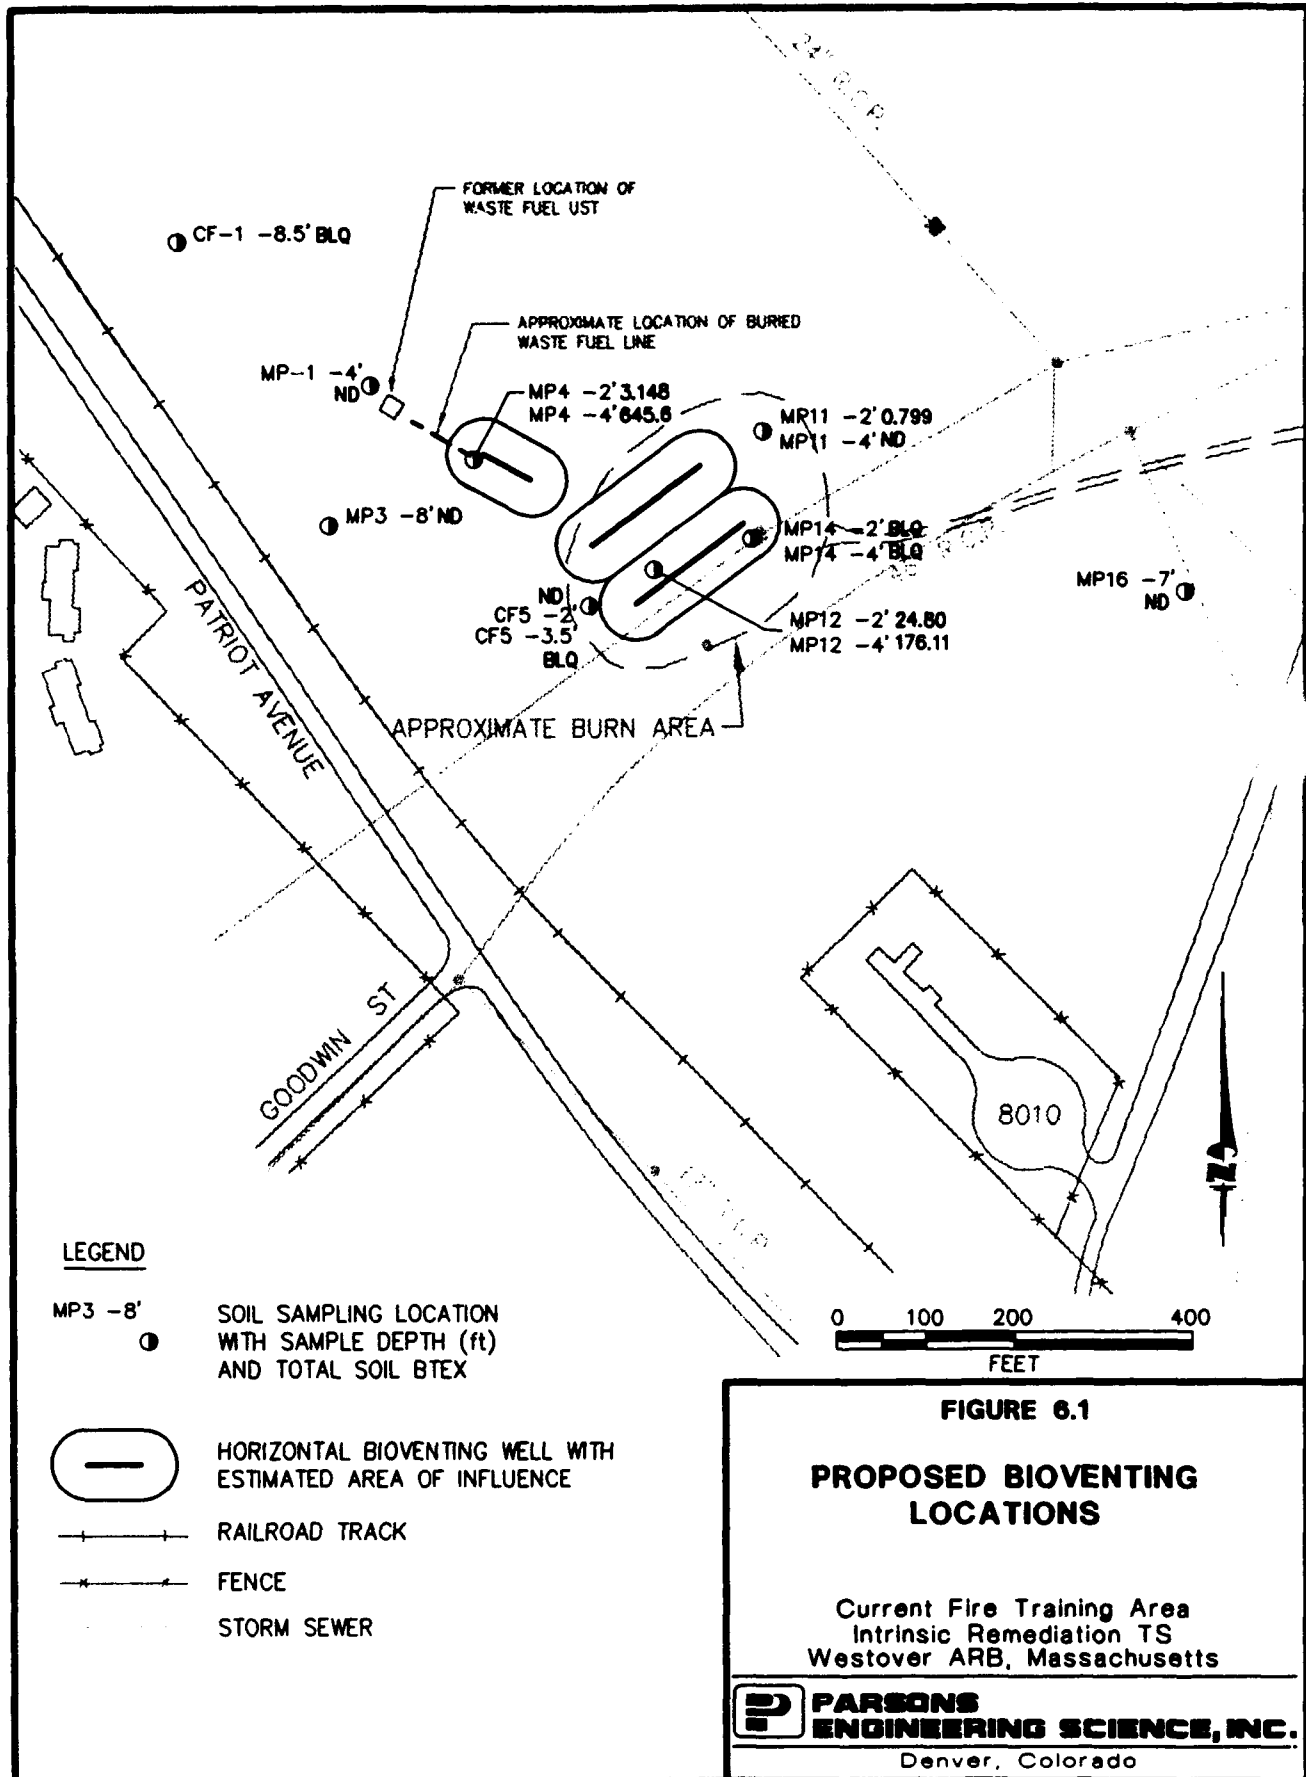 24" R.C.P.
FORMER LOCATION OF
WASTE FUEL UST
CF-1 -8.5' BLQ
APPROXIMATE LOCATION OF BURIED
WASTE FUEL LINE
MP-1 -4'
ND
MP4 -2' 3.148
MP4 -4' 645.6
MP11 -2' 0.799
MP11 -4' ND
MP3 -8' ND
MP14 -2' BLQ
MP14 -4' BLQ
MP16 -7'
ND
ND
CF5 -2'
CF5 -3.5'
BLQ
MP12 -2' 24.80
MP12 -4' 176.11
PATRIOT AVENUE
APPROXIMATE BURN AREA
GOODWIN ST
8010
N
LEGEND
MP3 -8'
SOIL SAMPLING LOCATION
WITH SAMPLE DEPTH (ft)
AND TOTAL SOIL BTEX
HORIZONTAL BIOVENTING WELL WITH
ESTIMATED AREA OF INFLUENCE
RAILROAD TRACK
FENCE
STORM SEWER
0 100 200 400
FEET
FIGURE 6.1
PROPOSED BIOVENTING
LOCATIONS
Current Fire Training Area
Intrinsic Remediation TS
Westover ARB, Massachusetts
PARSONS
ENGINEERING SCIENCE, INC.
Denver, Colorado